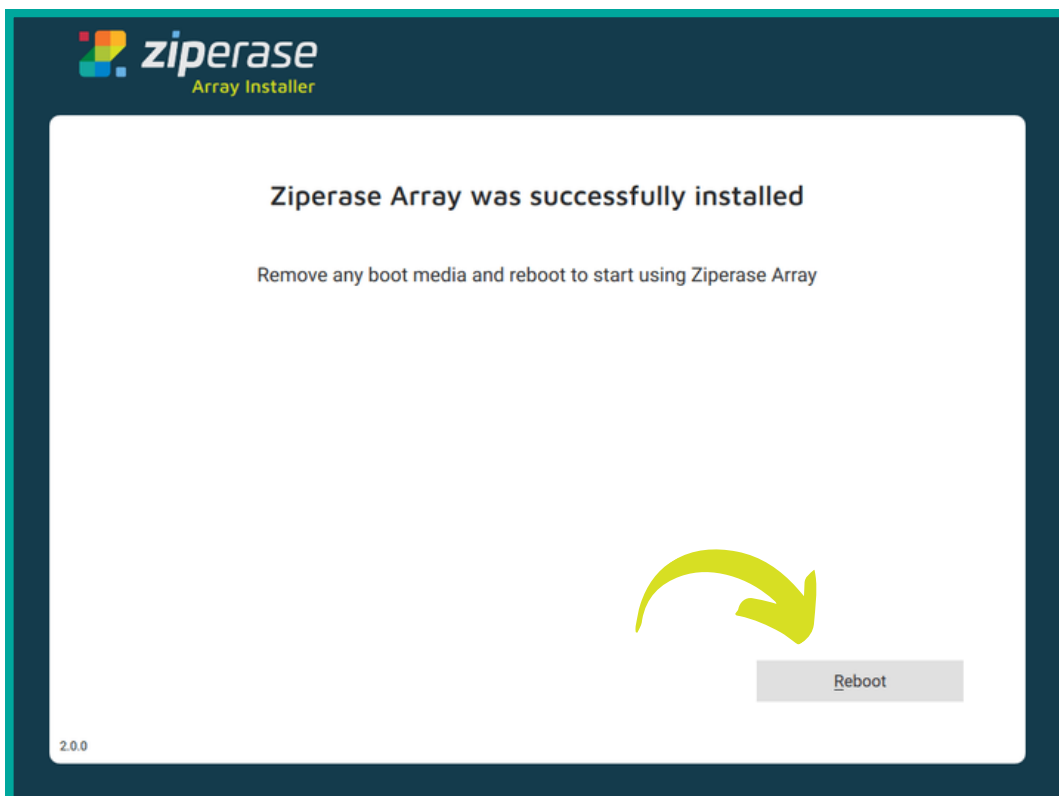 ziperase
Array Installer
Ziperase Array was successfully installed
Remove any boot media and reboot to start using Ziperase Array
Reboot
2.0.0